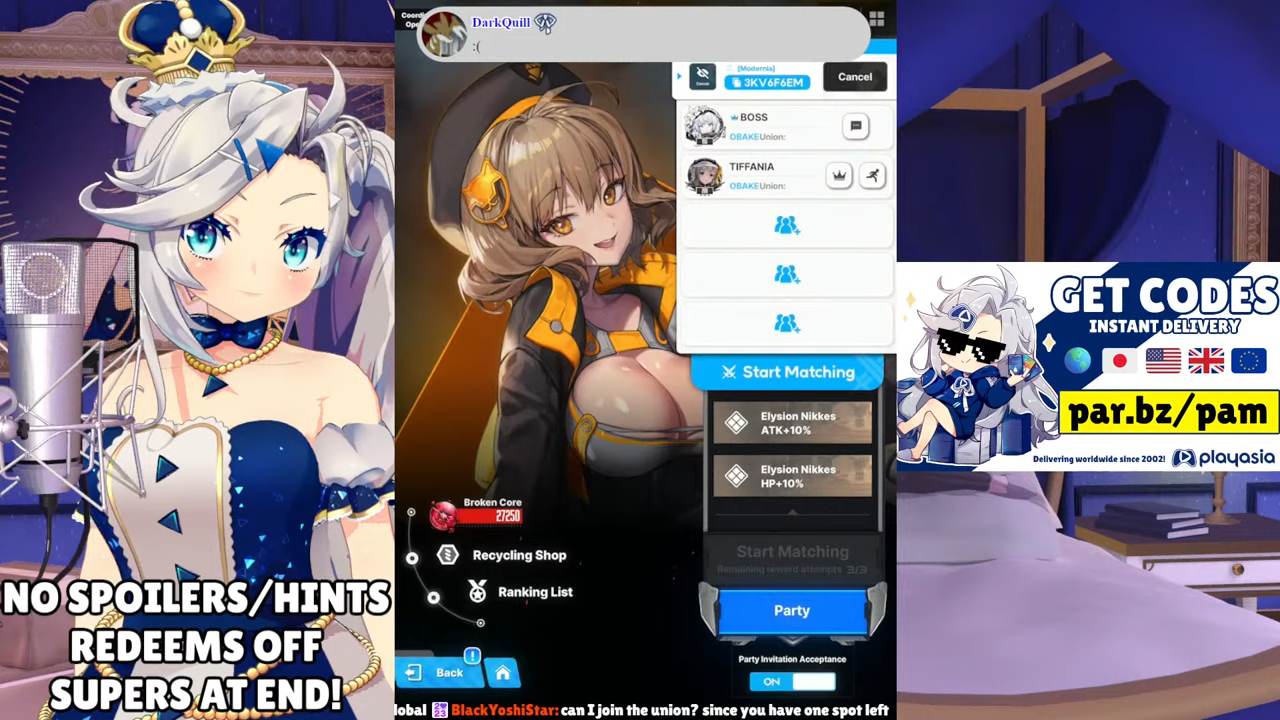 Coordi
Ope
DarkQuill
:(
[Modernia]
3KV6F6EM
Cancel
Cancel
BOSS
OBAKEUnion:
TIFFANIA
OBAKEUnion:
Start Matching
Elysion Nikkes
ATK+10%
Elysion Nikkes
HP+10%
Broken Core
27250
Recycling Shop
Ranking List
Start Matching
Remaining reward attempts 3/3
Party
Party Invitation Acceptance
ON
Back
lobal BlackYoshiStar: can I join the union? since you have one spot left
NO SPOILERS/HINTS
REDEEMS OFF
SUPERS AT END!
GET CODES
INSTANT DELIVERY
par.bz/pam
Delivering worldwide since 2002! playasia